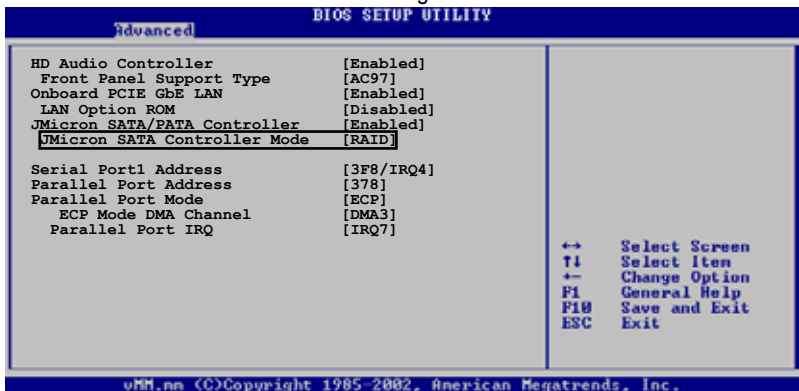 BIOS SETUP UTILITY
Advanced
HD Audio Controller [Enabled]
Front Panel Support Type [AC97]
Onboard PCIE GbE LAN [Enabled]
LAN Option ROM [Disabled]
JMicron SATA/PATA Controller [Enabled]
JMicron SATA Controller Mode [RAID]
Serial Port1 Address [3F8/IRQ4]
Parallel Port Address [378]
Parallel Port Mode [ECP]
ECP Mode DMA Channel [DMA3]
Parallel Port IRQ [IRQ7]
↔ Select Screen
↑↓ Select Item
+- Change Option
F1 General Help
F10 Save and Exit
ESC Exit
vMM.mm (C)Copyright 1985-2002, American Megatrends, Inc.